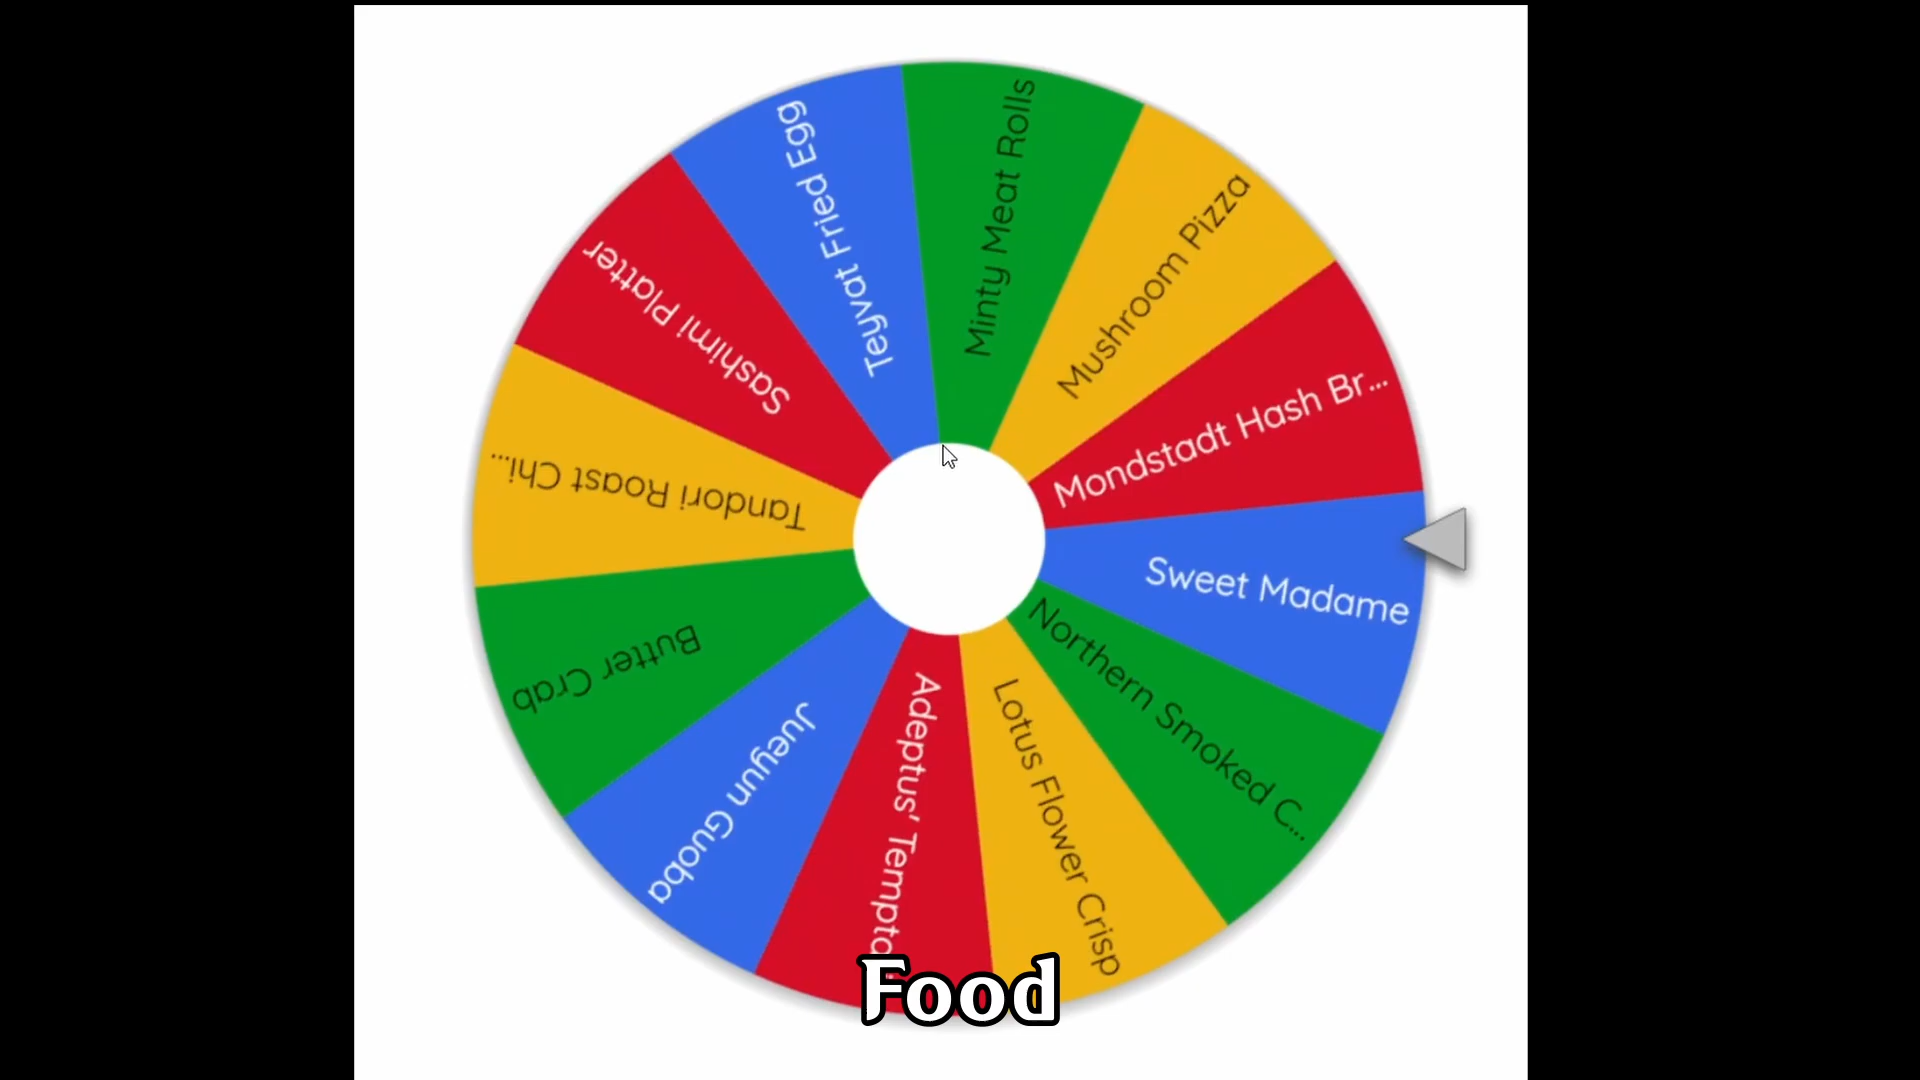 Minty Meat Rolls
Mushroom Pizza
Mondstadt Hash Br...
Sweet Madame
Northern Smoked C...
Lotus Flower Crisp
Adeptus' Tempta
Jueyun Guoba
Butter Crab
Tandori Roast Chi...
Sashimi Platter
Teyvat Fried Egg
Food